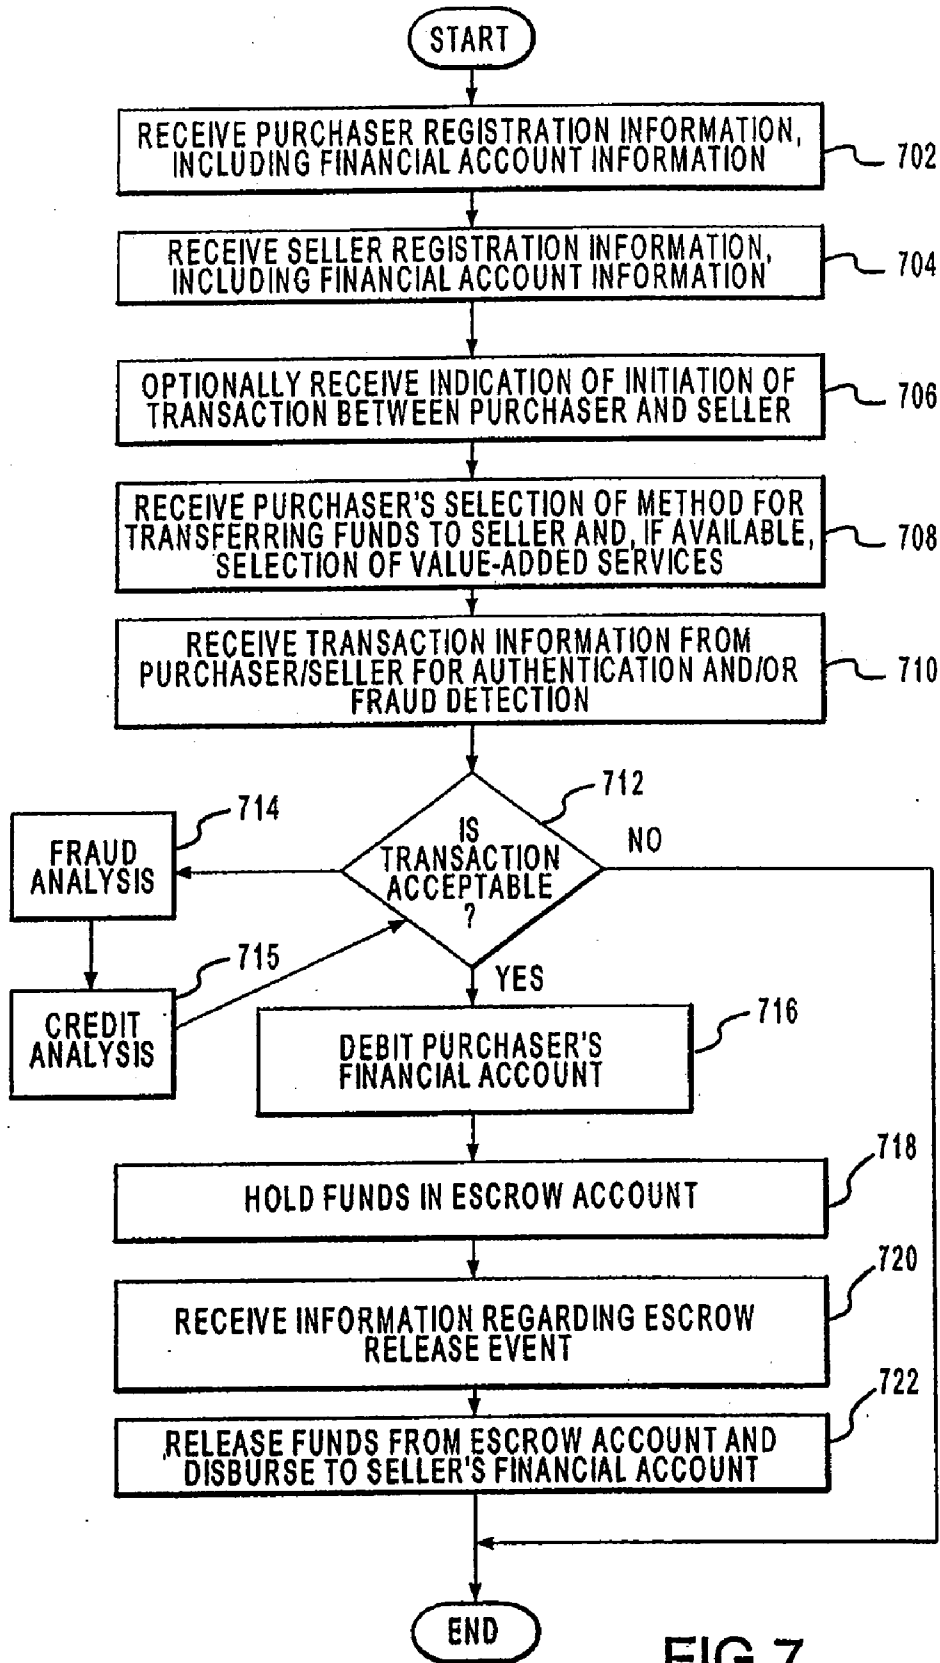 START
RECEIVE PURCHASER REGISTRATION INFORMATION,
INCLUDING FINANCIAL ACCOUNT INFORMATION
702
RECEIVE SELLER REGISTRATION INFORMATION,
INCLUDING FINANCIAL ACCOUNT INFORMATION
704
OPTIONALLY RECEIVE INDICATION OF INITIATION OF
TRANSACTION BETWEEN PURCHASER AND SELLER
706
RECEIVE PURCHASER'S SELECTION OF METHOD FOR
TRANSFERRING FUNDS TO SELLER AND, IF AVAILABLE,
SELECTION OF VALUE-ADDED SERVICES
708
RECEIVE TRANSACTION INFORMATION FROM
PURCHASER/SELLER FOR AUTHENTICATION AND/OR
FRAUD DETECTION
710
712
IS
TRANSACTION
ACCEPTABLE
?
NO
714
FRAUD
ANALYSIS
715
CREDIT
ANALYSIS
YES
716
DEBIT PURCHASER'S
FINANCIAL ACCOUNT
718
HOLD FUNDS IN ESCROW ACCOUNT
720
RECEIVE INFORMATION REGARDING ESCROW
RELEASE EVENT
722
RELEASE FUNDS FROM ESCROW ACCOUNT AND
DISBURSE TO SELLER'S FINANCIAL ACCOUNT
END
FIG 7